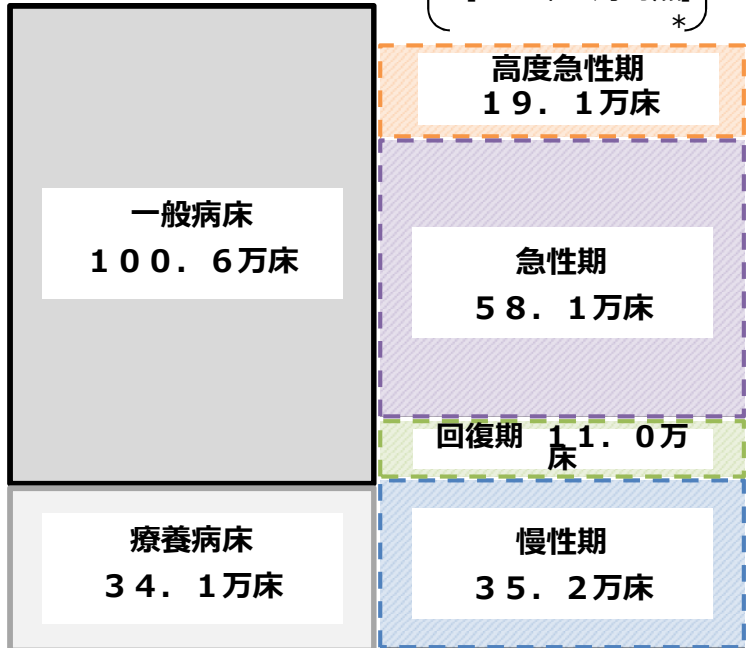 *
一般病床
１００．６万床
療養病床
３４．１万床
高度急性期
１９．１万床
急性期
５８．１万床
回復期 １１．０万
床
慢性期
３５．２万床